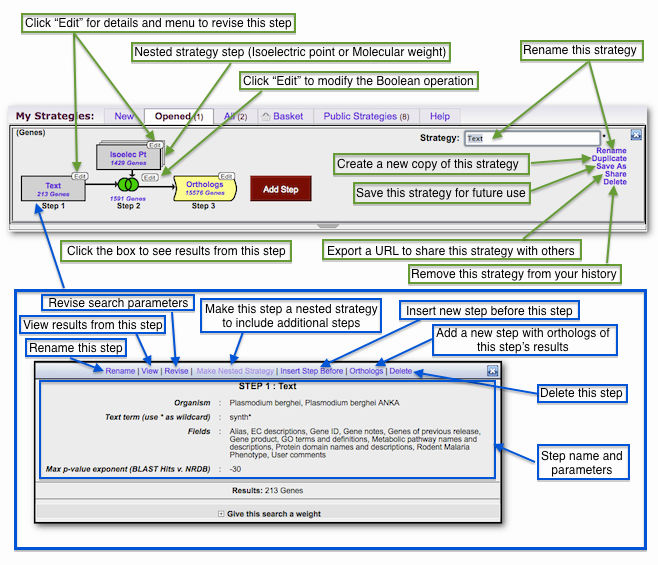 Click “Edit” for details and menu to revise this step
Nested strategy step (Isoelectric point or Molecular weight)
Rename this strategy
Click “Edit” to modify the Boolean operation
My Strategies: New Opened (1) All (2) Basket Public Strategies (8) Help
(Genes)
Strategy: Text *
Edit
Isoelec Pt
1429 Genes
Rename
Duplicate
Save As
Share
Delete
Create a new copy of this strategy
Save this strategy for future use
Edit
Text
213 Genes
Step 1
Edit
1591 Genes
Step 2
Edit
Orthologs
15576 Genes
Step 3
Add Step
Click the box to see results from this step
Export a URL to share this strategy with others
Remove this strategy from your history
Revise search parameters
View results from this step
Rename this step
Make this step a nested strategy
to include additional steps
Insert new step before this step
Add a new step with orthologs of
this step’s results
Delete this step
Rename | View | Revise | Make Nested Strategy | Insert Step Before | Orthologs | Delete
STEP 1 : Text
Organism : Plasmodium berghei, Plasmodium berghei ANKA
Text term (use * as wildcard) : synth*
Fields : Alias, EC descriptions, Gene ID, Gene notes, Genes of previous release,
Gene product, GO terms and definitions, Metabolic pathway names and
descriptions, Protein domain names and descriptions, Rodent Malaria
Phenotype, User comments
Max p-value exponent (BLAST Hits v. NRDB) : -30
Step name and
parameters
Results: 213 Genes
Give this search a weight